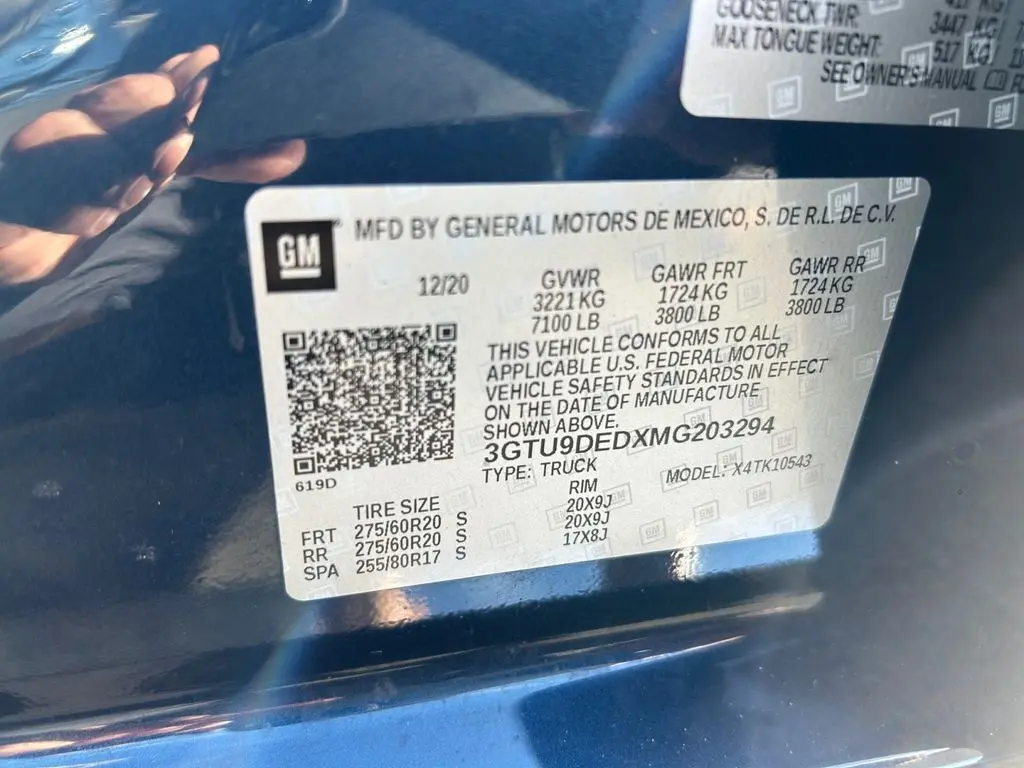 GOOSENECK TWR:
3447 KG
MAX TONGUE WEIGHT:
517 KG
SEE OWNER'S MANUAL
GM ® MFD BY GENERAL MOTORS DE MEXICO, S. DE R.L. DE C.V.
12/20 GVWR GAWR FRT GAWR RR
3221 KG 1724 KG 1724 KG
7100 LB 3800 LB 3800 LB
THIS VEHICLE CONFORMS TO ALL
APPLICABLE U.S. FEDERAL MOTOR
VEHICLE SAFETY STANDARDS IN EFFECT
ON THE DATE OF MANUFACTURE
SHOWN ABOVE.
3GTU9DEDXMG203294
TYPE: TRUCK MODEL: X4TK10543
619D
TIRE SIZE RIM
FRT 275/60R20 S 20X9J
RR 275/60R20 S 20X9J
SPA 255/80R17 S 17X8J